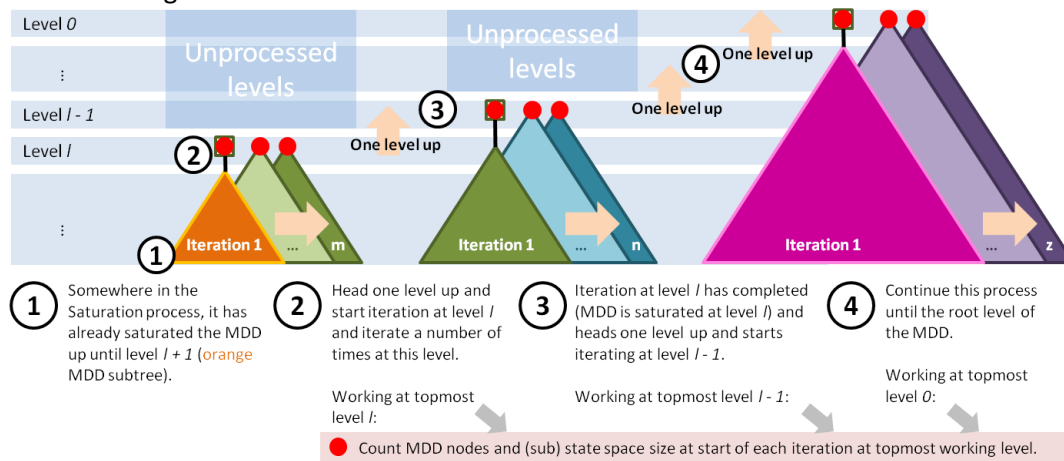 Level 0
Unprocessed
levels
Unprocessed
levels
4
One level up
⋮
One level up
Level l - 1
3
One level up
Level l
2
⋮
1
Iteration 1
...
m
Iteration 1
...
n
Iteration 1
...
z
1
Somewhere in the
Saturation process, it has
already saturated the MDD
up until level l + 1 (orange
MDD subtree).
2
Head one level up and
start iteration at level l
and iterate a number of
times at this level.
Working at topmost
level l:
3
Iteration at level l has completed
(MDD is saturated at level l) and
heads one level up and starts
iterating at level l - 1.
Working at topmost level l - 1:
4
Continue this process
until the root level of
the MDD.
Working at topmost
level 0:
Count MDD nodes and (sub) state space size at start of each iteration at topmost working level.